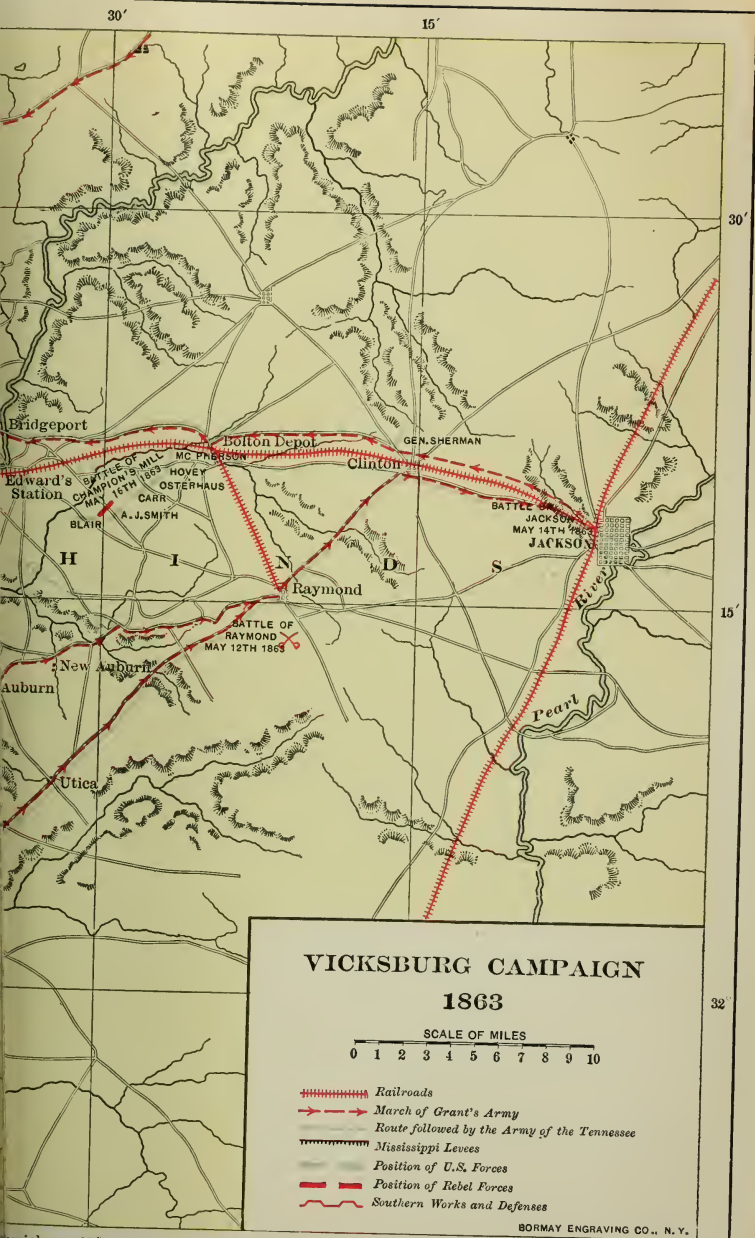 30'
15'
30'
Bridgeport
Bolton Depot
GEN. SHERMAN
MC PHERSON
Clinton
Edward's
Station
BATTLE OF
CHAMPION'S MILL
MAY 16TH 1863
HOVEY
OSTERHAUS
CARR
A.J.SMITH
BLAIR
BATTLE OF
JACKSON
MAY 14TH 1863
JACKSON
H I N D S
Raymond
River
15'
BATTLE OF
RAYMOND
MAY 12TH 1863
New Auburn
Auburn
Pearl
Utica
VICKSBURG CAMPAIGN
1863
32
SCALE OF MILES
0 1 2 3 4 5 6 7 8 9 10
Railroads
March of Grant's Army
Route followed by the Army of the Tennessee
Mississippi Levees
Position of U.S. Forces
Position of Rebel Forces
Southern Works and Defenses
BORMAY ENGRAVING CO., N.Y.